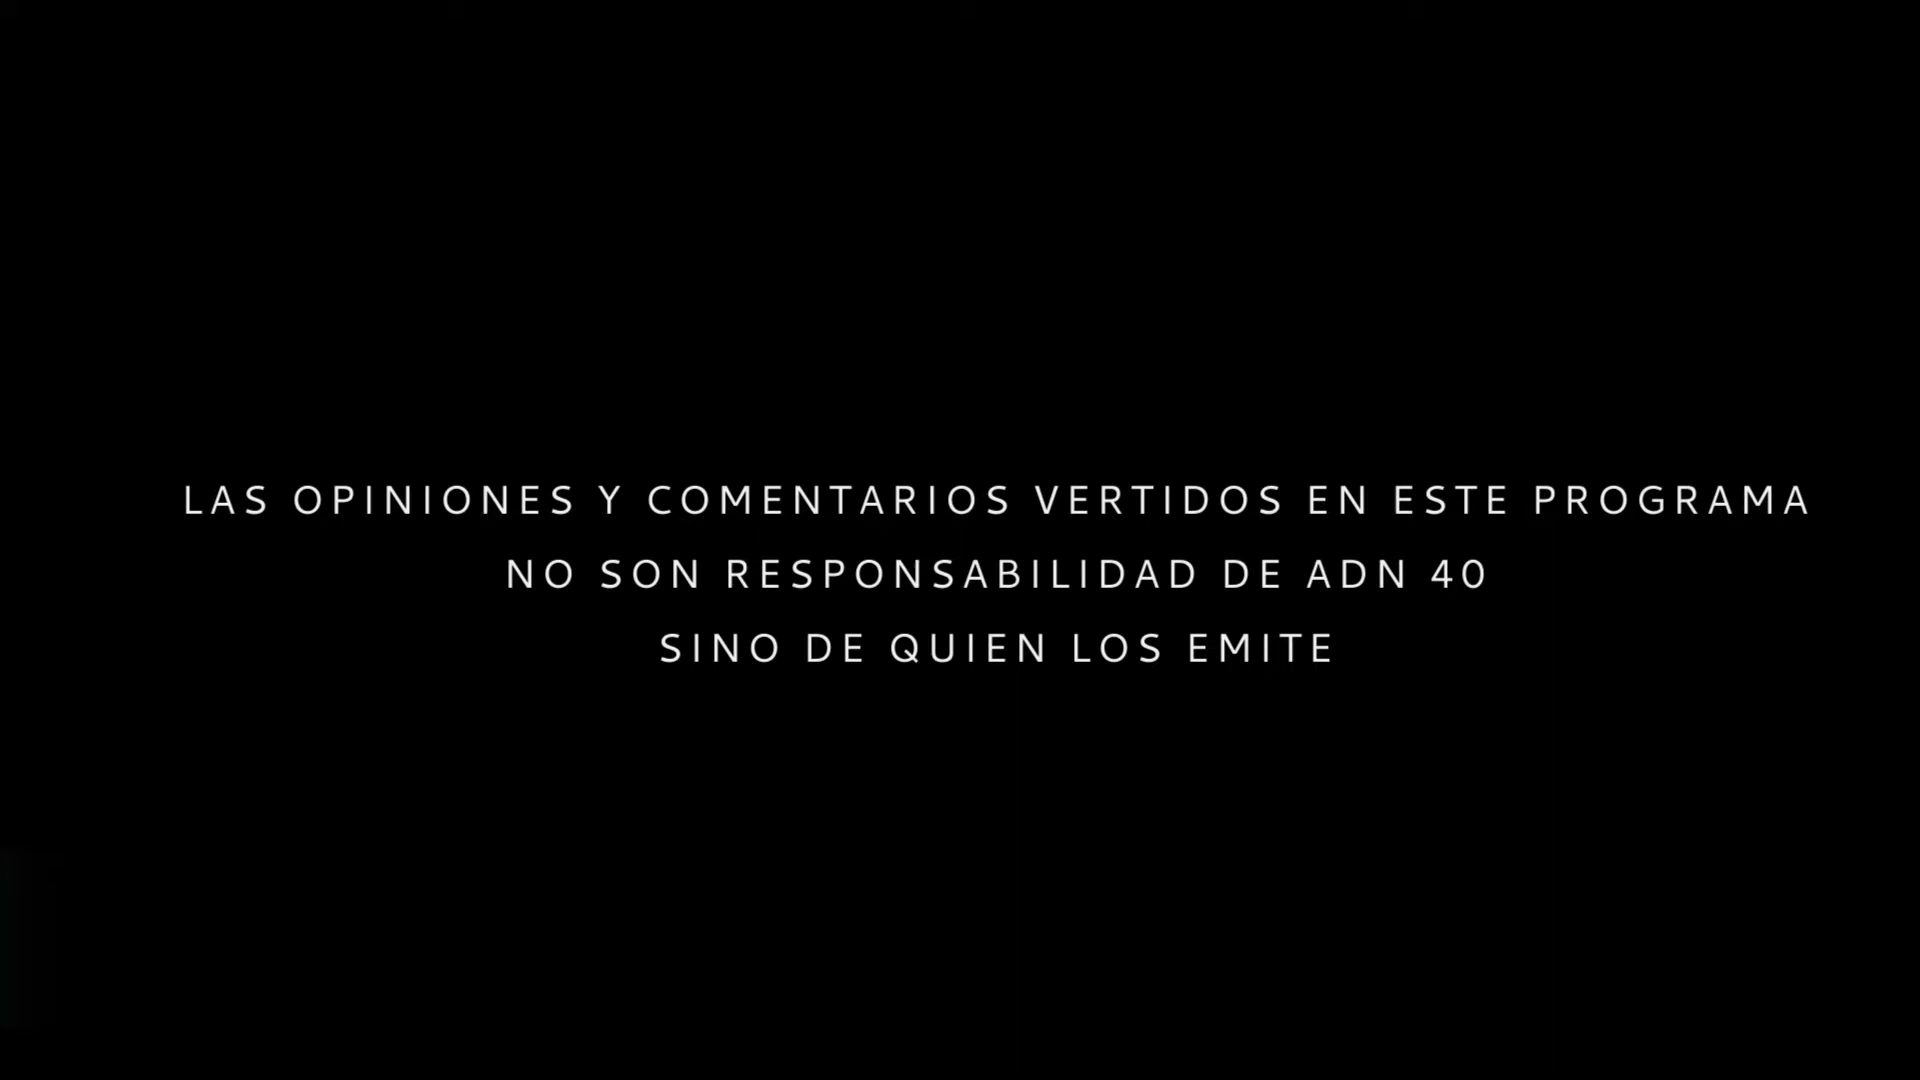 LAS OPINIONES Y COMENTARIOS VERTIDOS EN ESTE PROGRAMA
NO SON RESPONSABILIDAD DE ADN 40
SINO DE QUIEN LOS EMITE